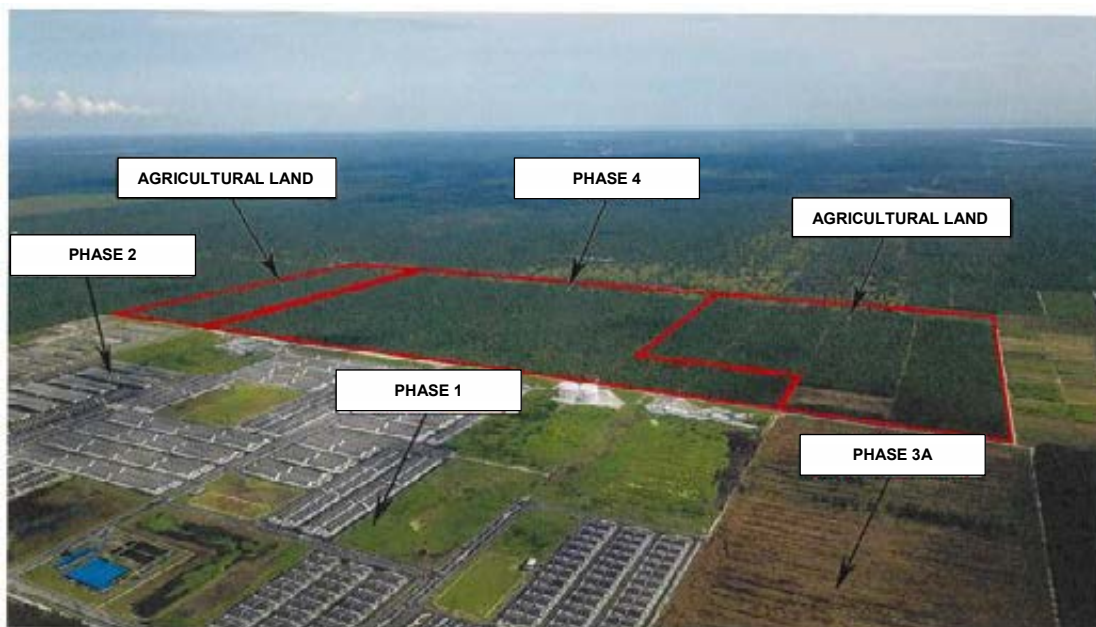 AGRICULTURAL LAND
PHASE 4
AGRICULTURAL LAND
PHASE 2
PHASE 1
PHASE 3A